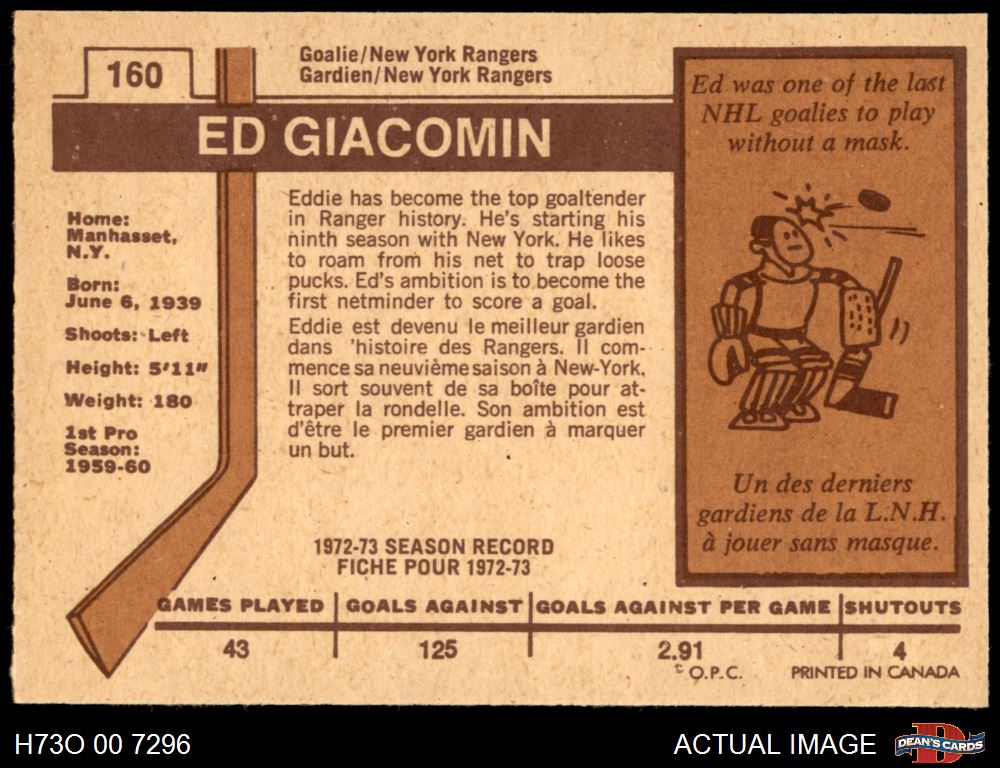 160
Goalie/New York Rangers
Gardien/New York Rangers
ED GIACOMIN
Home:
Manhasset,
N.Y.
Born:
June 6, 1939
Shoots: Left
Height: 5'11"
Weight: 180
1st Pro
Season:
1959-60
Eddie has become the top goaltender
in Ranger history. He's starting his
ninth season with New York. He likes
to roam from his net to trap loose
pucks. Ed's ambition is to become the
first netminder to score a goal.
Eddie est devenu le meilleur gardien
dans 'histoire des Rangers. Il com-
mence sa neuvième saison à New-York.
Il sort souvent de sa boîte pour at-
traper la rondelle. Son ambition est
d'être le premier gardien à marquer
un but.
Ed was one of the last
NHL goalies to play
without a mask.
Un des derniers
gardiens de la L.N.H.
à jouer sans masque.
1972-73 SEASON RECORD
FICHE POUR 1972-73
GAMES PLAYED GOALS AGAINST GOALS AGAINST PER GAME SHUTOUTS
43 125 2.91 4
© O.P.C. PRINTED IN CANADA
H73O 00 7296
ACTUAL IMAGE
D
DEAN'S CARDS